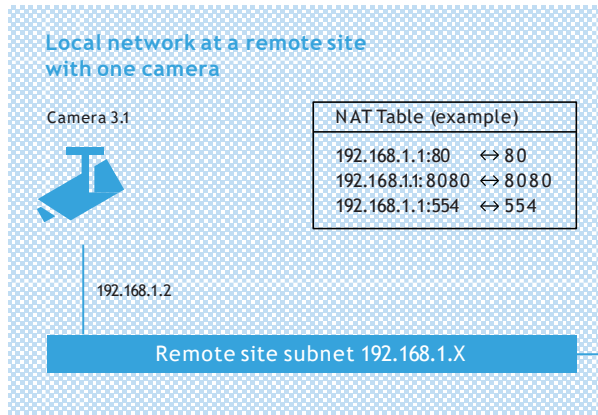 Local network at a remote site
with one camera
Camera 3.1
NAT Table (example)
192.168.1.1:80 ↔ 80
192.168.1.1:8080 ↔ 8080
192.168.1.1:554 ↔ 554
192.168.1.2
Remote site subnet 192.168.1.X